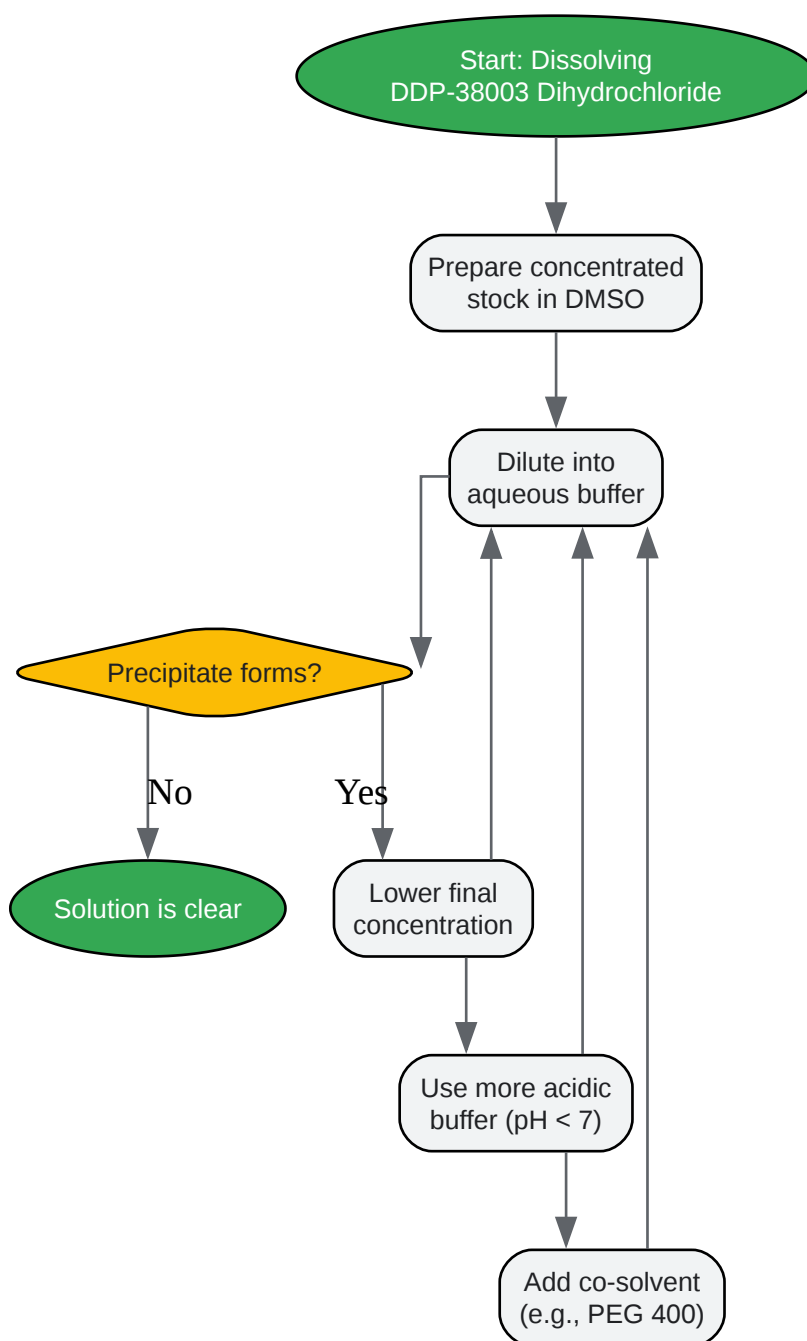 Start: Dissolving
DDP-38003 Dihydrochloride
Prepare concentrated
stock in DMSO
Dilute into
aqueous buffer
Precipitate forms?
No
Yes
Solution is clear
Lower final
concentration
Use more acidic
buffer (pH < 7)
Add co-solvent
(e.g., PEG 400)